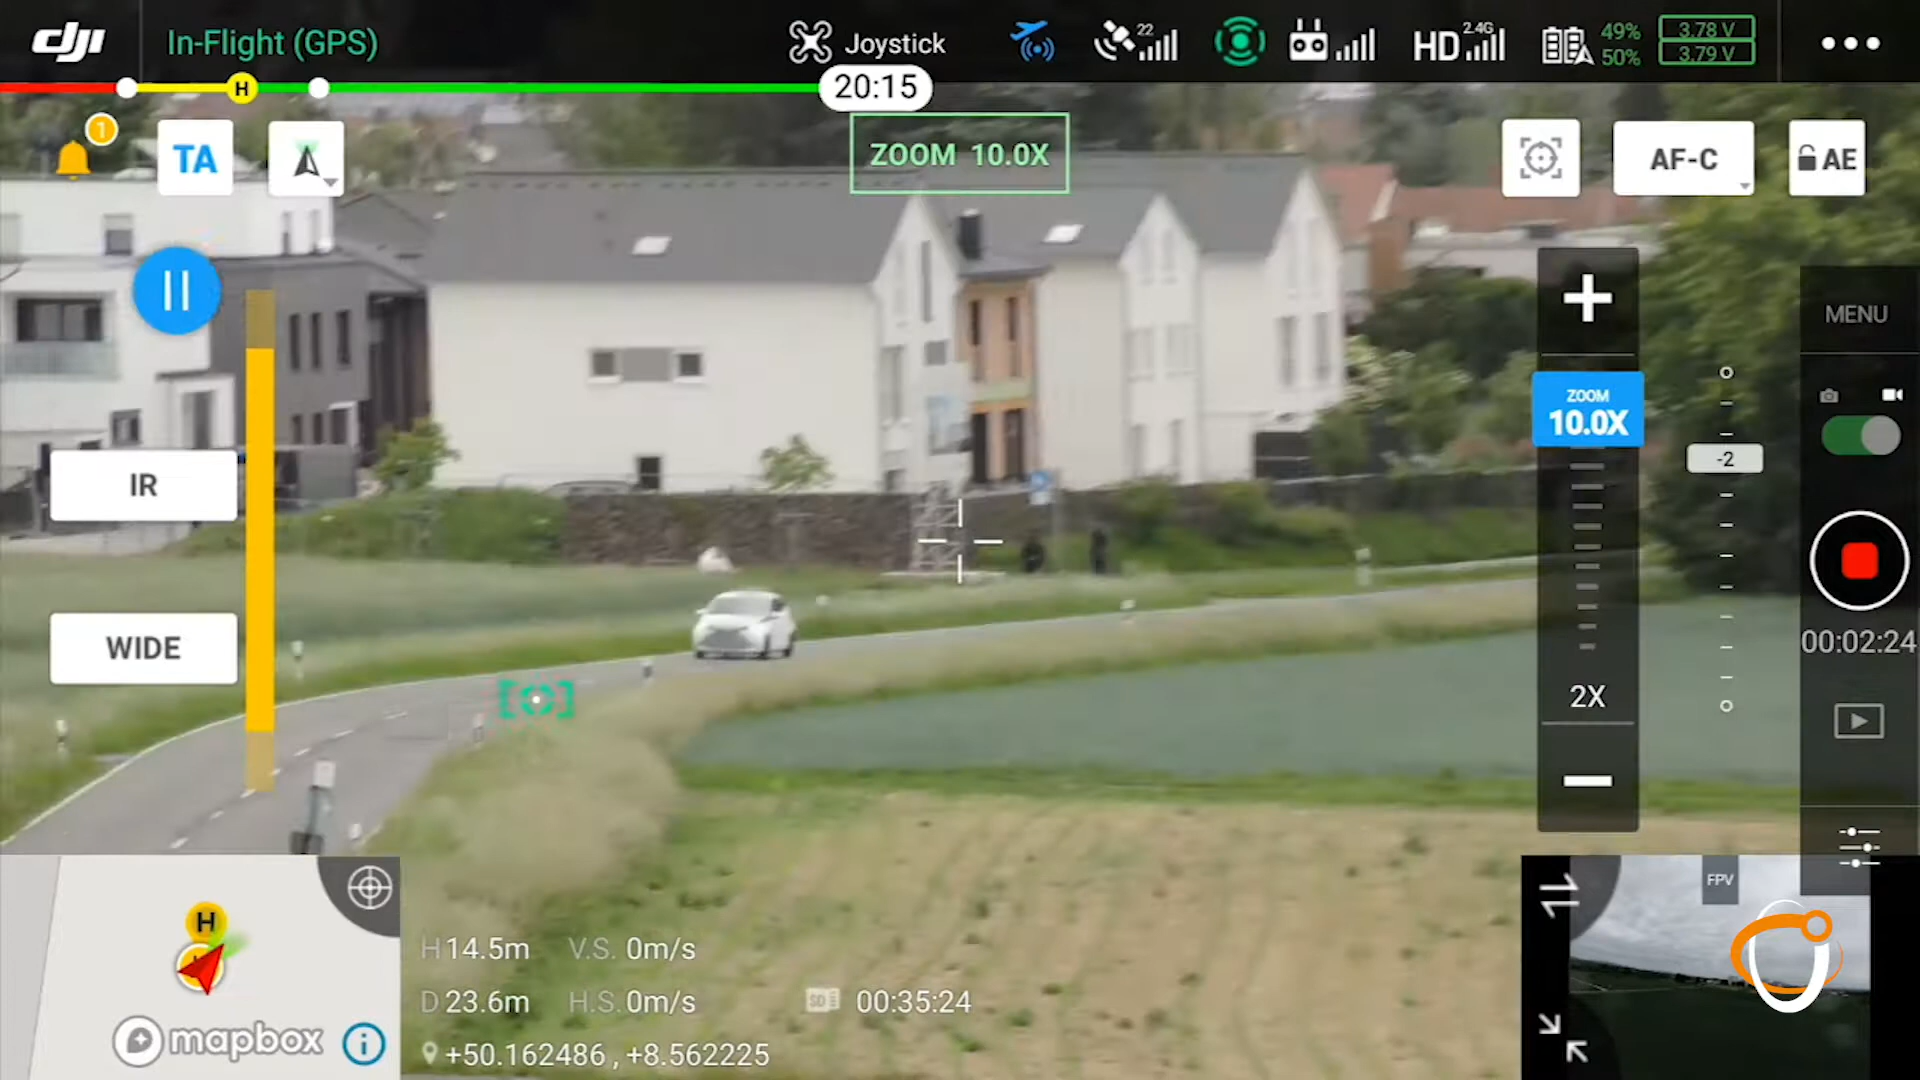 dji
In-Flight (GPS)
Joystick
22
HD 2.4G
49%
50%
3.78 V
3.79 V
H
20:15
1
TA
ZOOM 10.0X
AF-C
AE
MENU
ZOOM
10.0X
-2
IR
WIDE
2X
00:02:24
FPV
H
mapbox
i
H 14.5m V.S. 0m/s
D 23.6m H.S. 0m/s
SD 00:35:24
+50.162486 , +8.562225